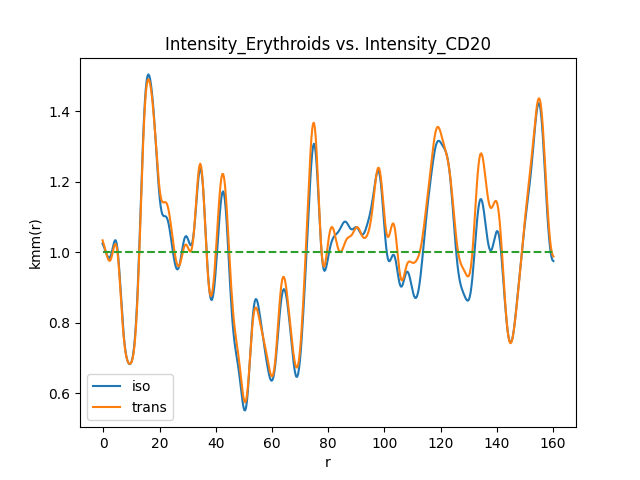 Intensity_Erythroids vs. Intensity_CD20
kmm(r)
1.4
1.2
1.0
0.8
0.6
iso
trans
0 20 40 60 80 100 120 140 160
r